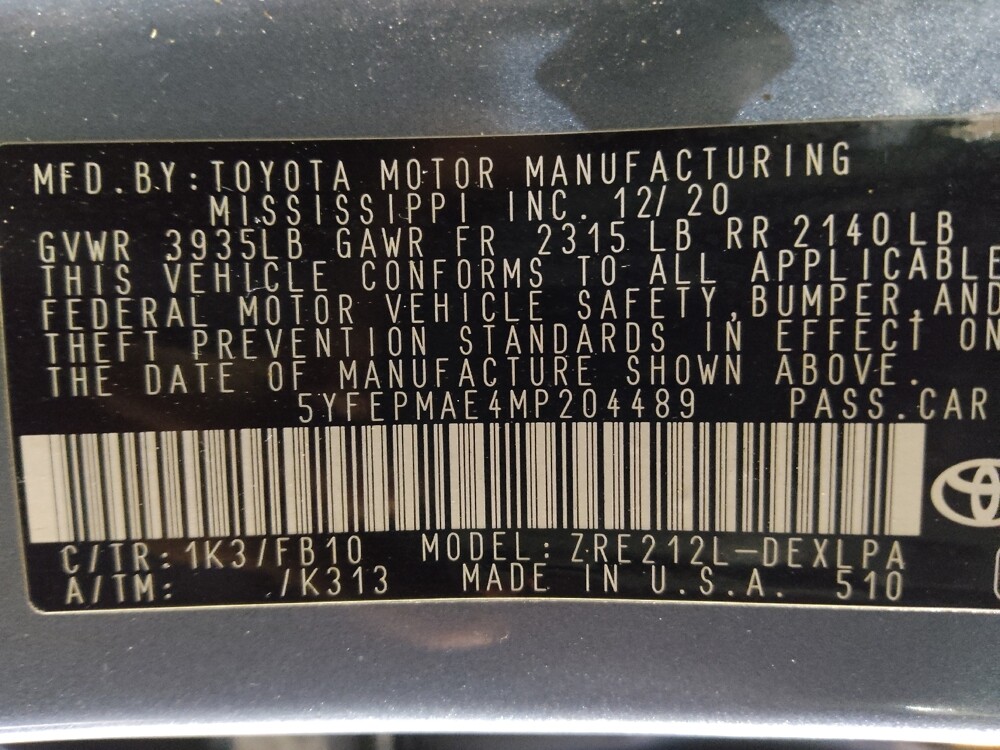 MFD.BY:TOYOTA MOTOR MANUFACTURING
MISSISSIPPI INC. 12/20
GVWR 3935LB GAWR FR 2315 LB RR 2140 LB
THIS VEHICLE CONFORMS TO ALL APPLICABLE
FEDERAL MOTOR VEHICLE SAFETY,BUMPER,AND
THEFT PREVENTION STANDARDS IN EFFECT ON
THE DATE OF MANUFACTURE SHOWN ABOVE.
5YFEPMAE4MP204489 PASS.CAR
C/TR:1K3/FB10 MODEL:ZRE212L-DEXLPA
A/TM: /K313 MADE IN U.S.A. 510